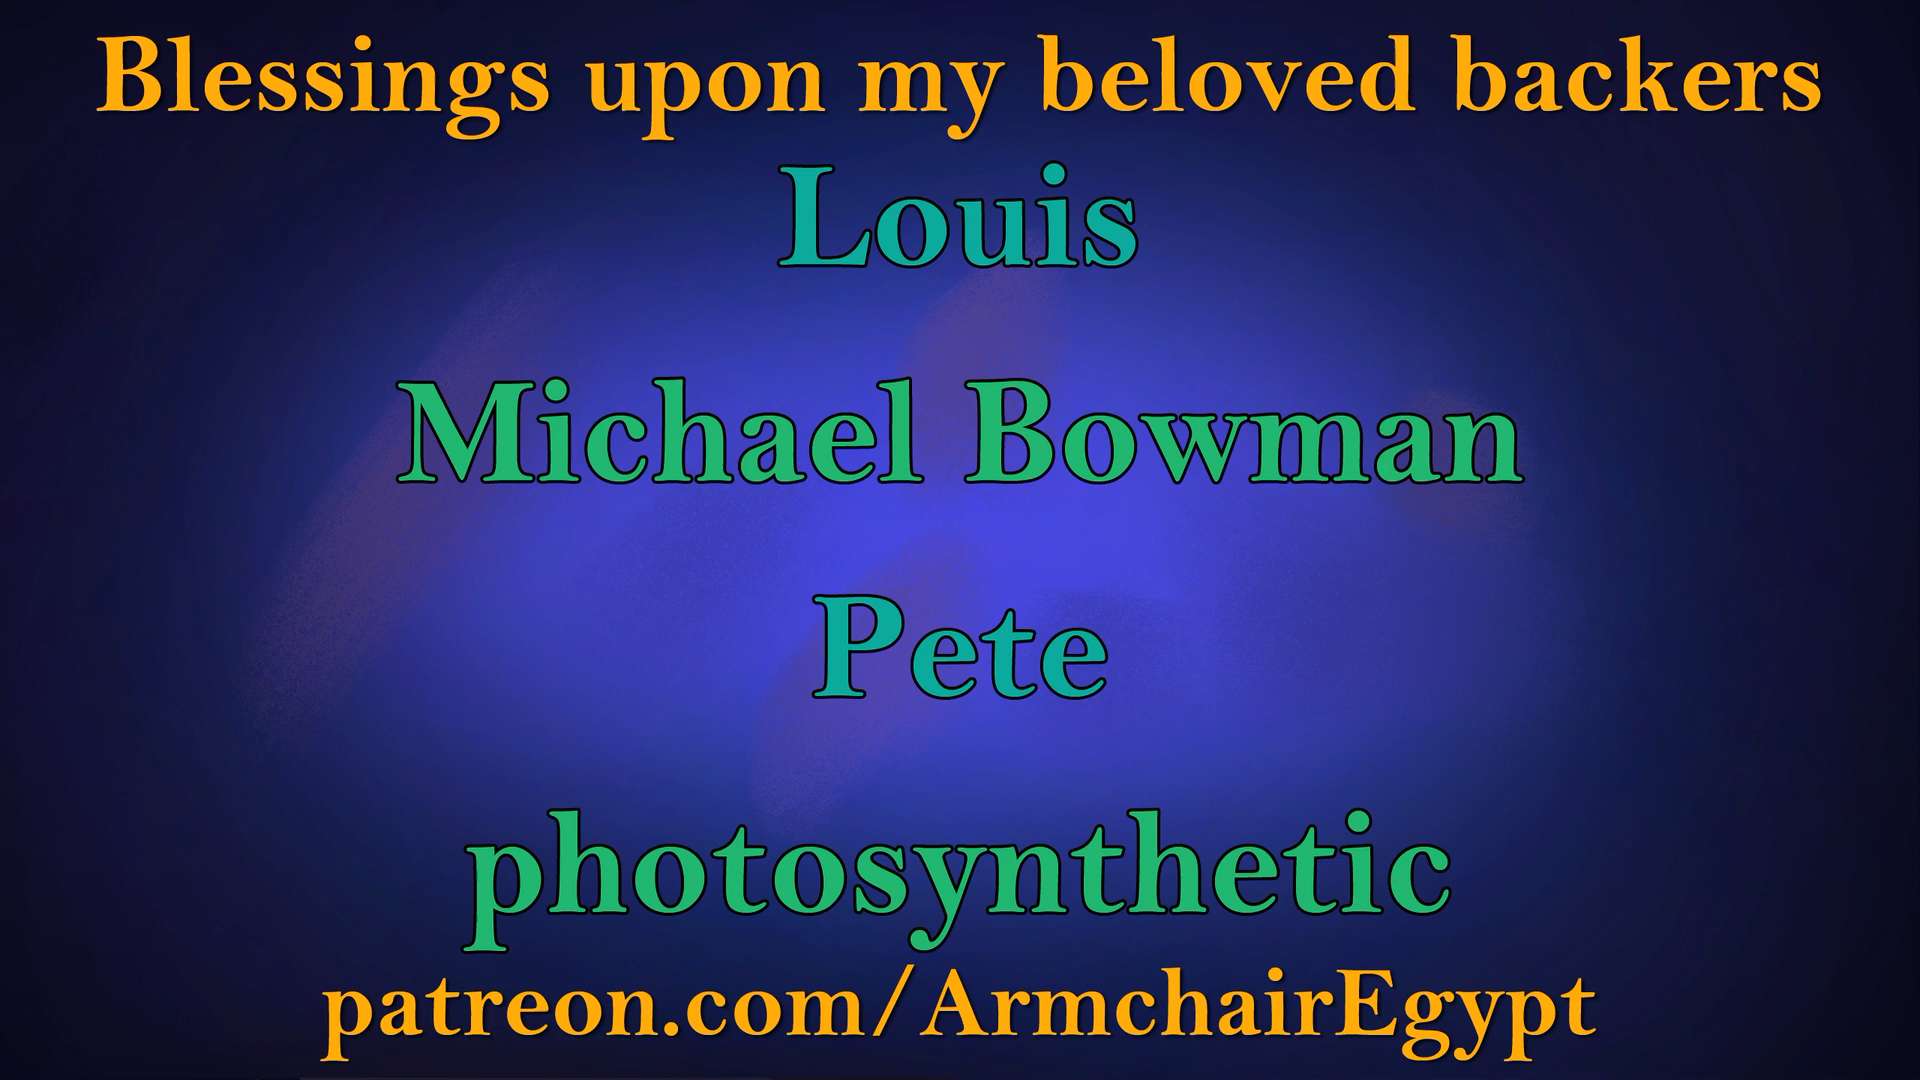 Blessings upon my beloved backers
Louis
Michael Bowman
Pete
photosynthetic
patreon.com/ArmchairEgypt